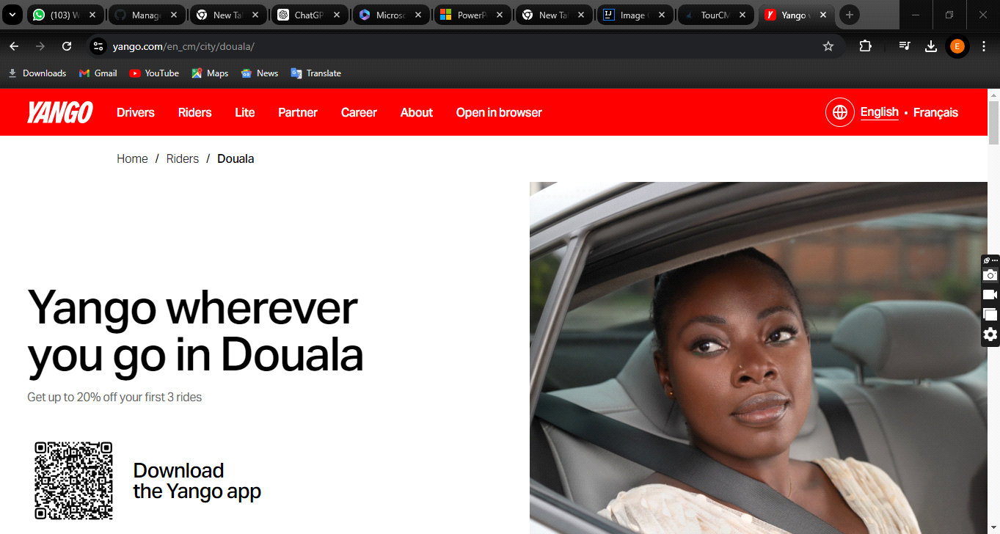 (103) W
Manage
New Ta
ChatGP
Microso
PowerP
New Ta
Image
TourCM
Yango
yango.com/en_cm/city/douala/
E
Downloads
Gmail
YouTube
Maps
News
Translate
YANGO
Drivers
Riders
Lite
Partner
Career
About
Open in browser
English • Français
Home / Riders / Douala
Yango wherever
you go in Douala
Get up to 20% off your first 3 rides
Download
the Yango app